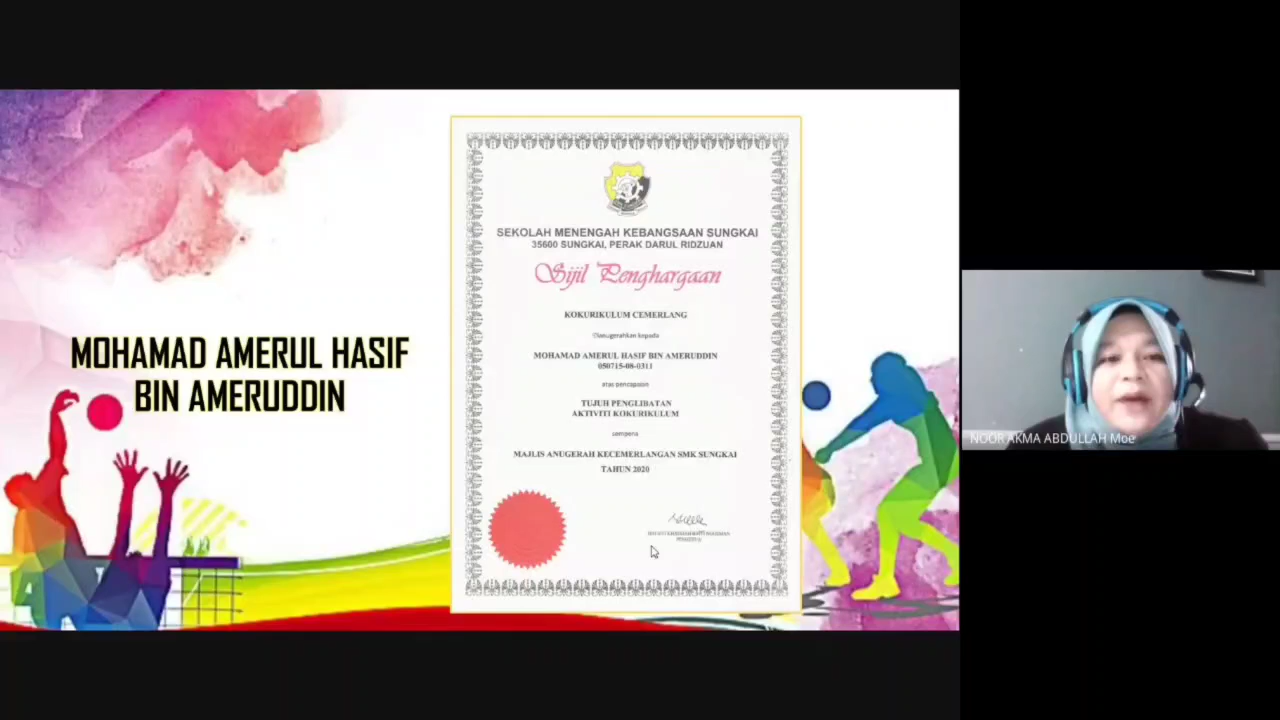 MOHAMAD AMERUL HASIF
BIN AMERUDDIN
SEKOLAH MENENGAH KEBANGSAAN SUNGKAI
35600 SUNGKAI, PERAK DARUL RIDZUAN
Sijil Penghargaan
KOKURIKULUM CEMERLANG
Dianugerahkan kepada
MOHAMAD AMERUL HASIF BIN AMERUDDIN
050715-08-0311
atas pencapaian
TUJUH PENGLIBATAN
AKTIVITI KOKURIKULUM
sempena
MAJLIS ANUGERAH KECEMERLANGAN SMK SUNGKAI
TAHUN 2020
NOOR AKMA ABDULLAH Moe